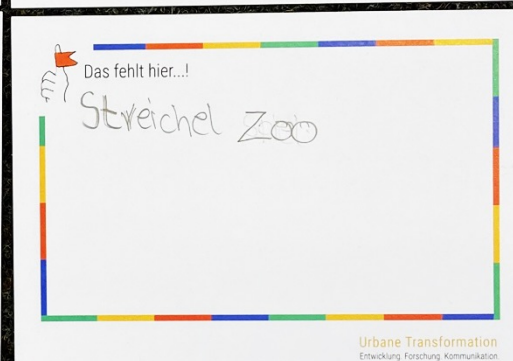 Das fehlt hier...!
Streichel Zoo
Urbane Transformation
Entwicklung. Forschung. Kommunikation.